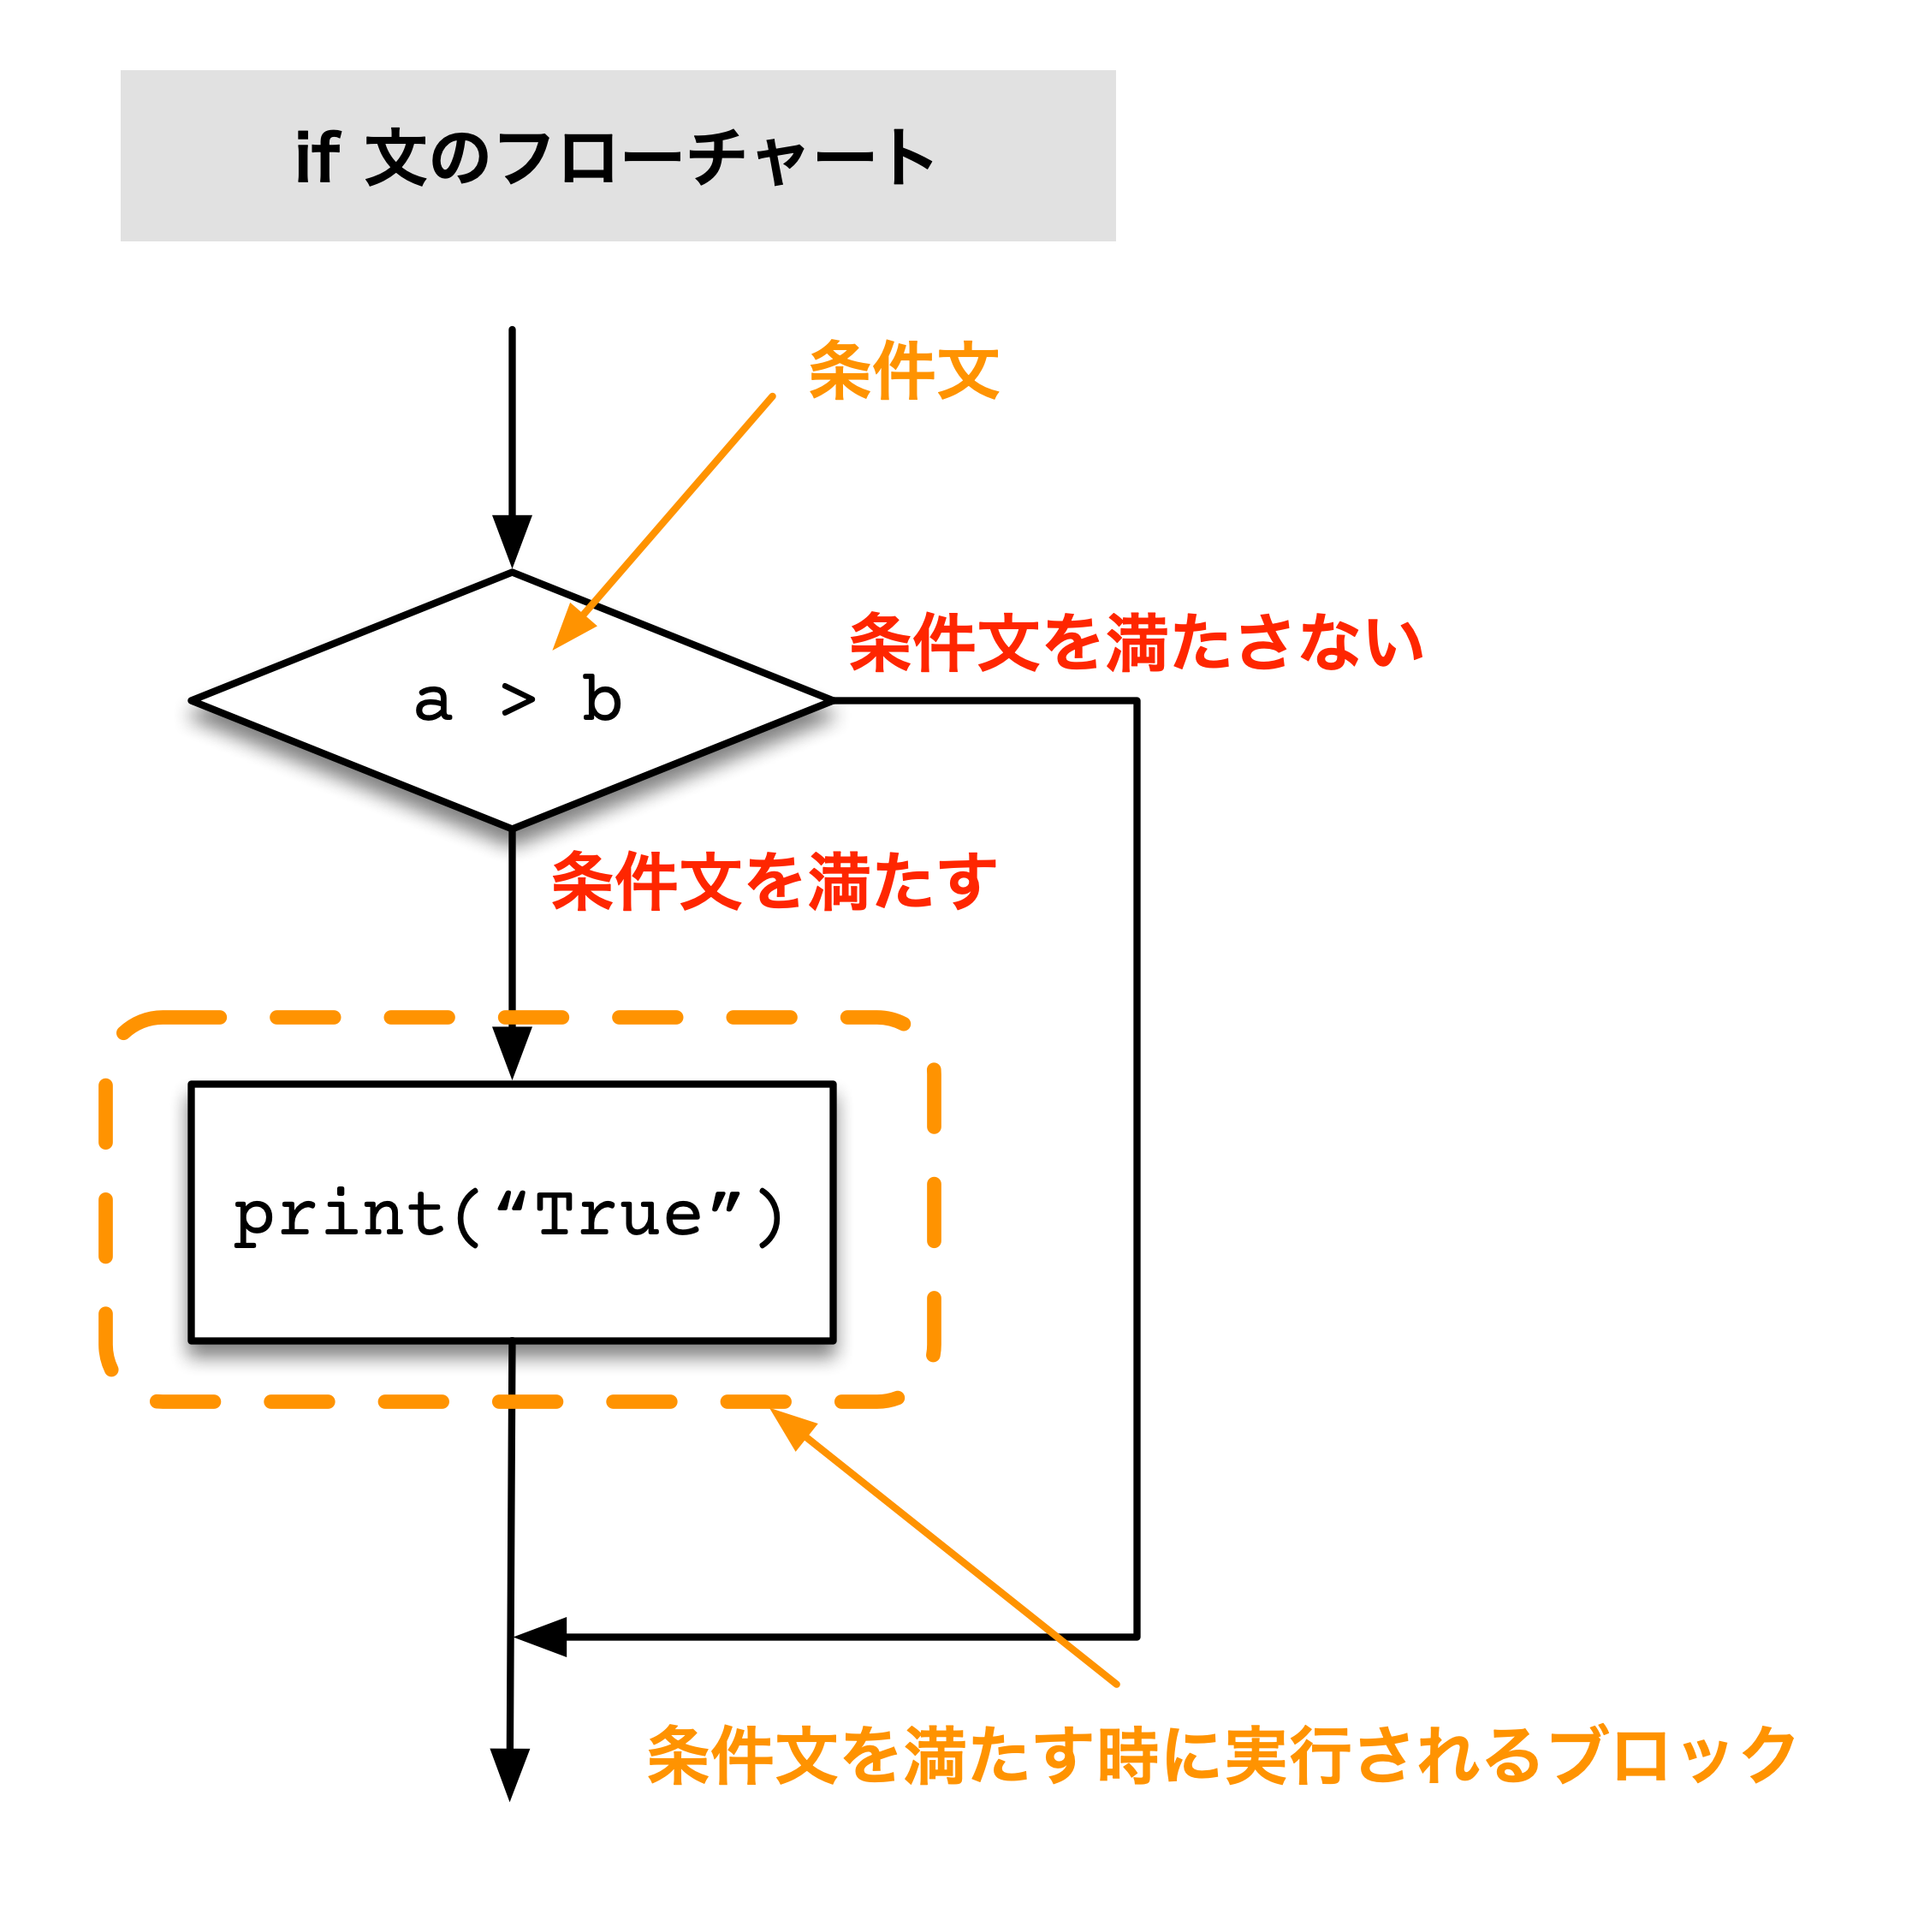 if 文のフローチャート
条件文
条件文を満たさない
a > b
条件文を満たす
print(“True”)
条件文を満たす時に実行されるブロック